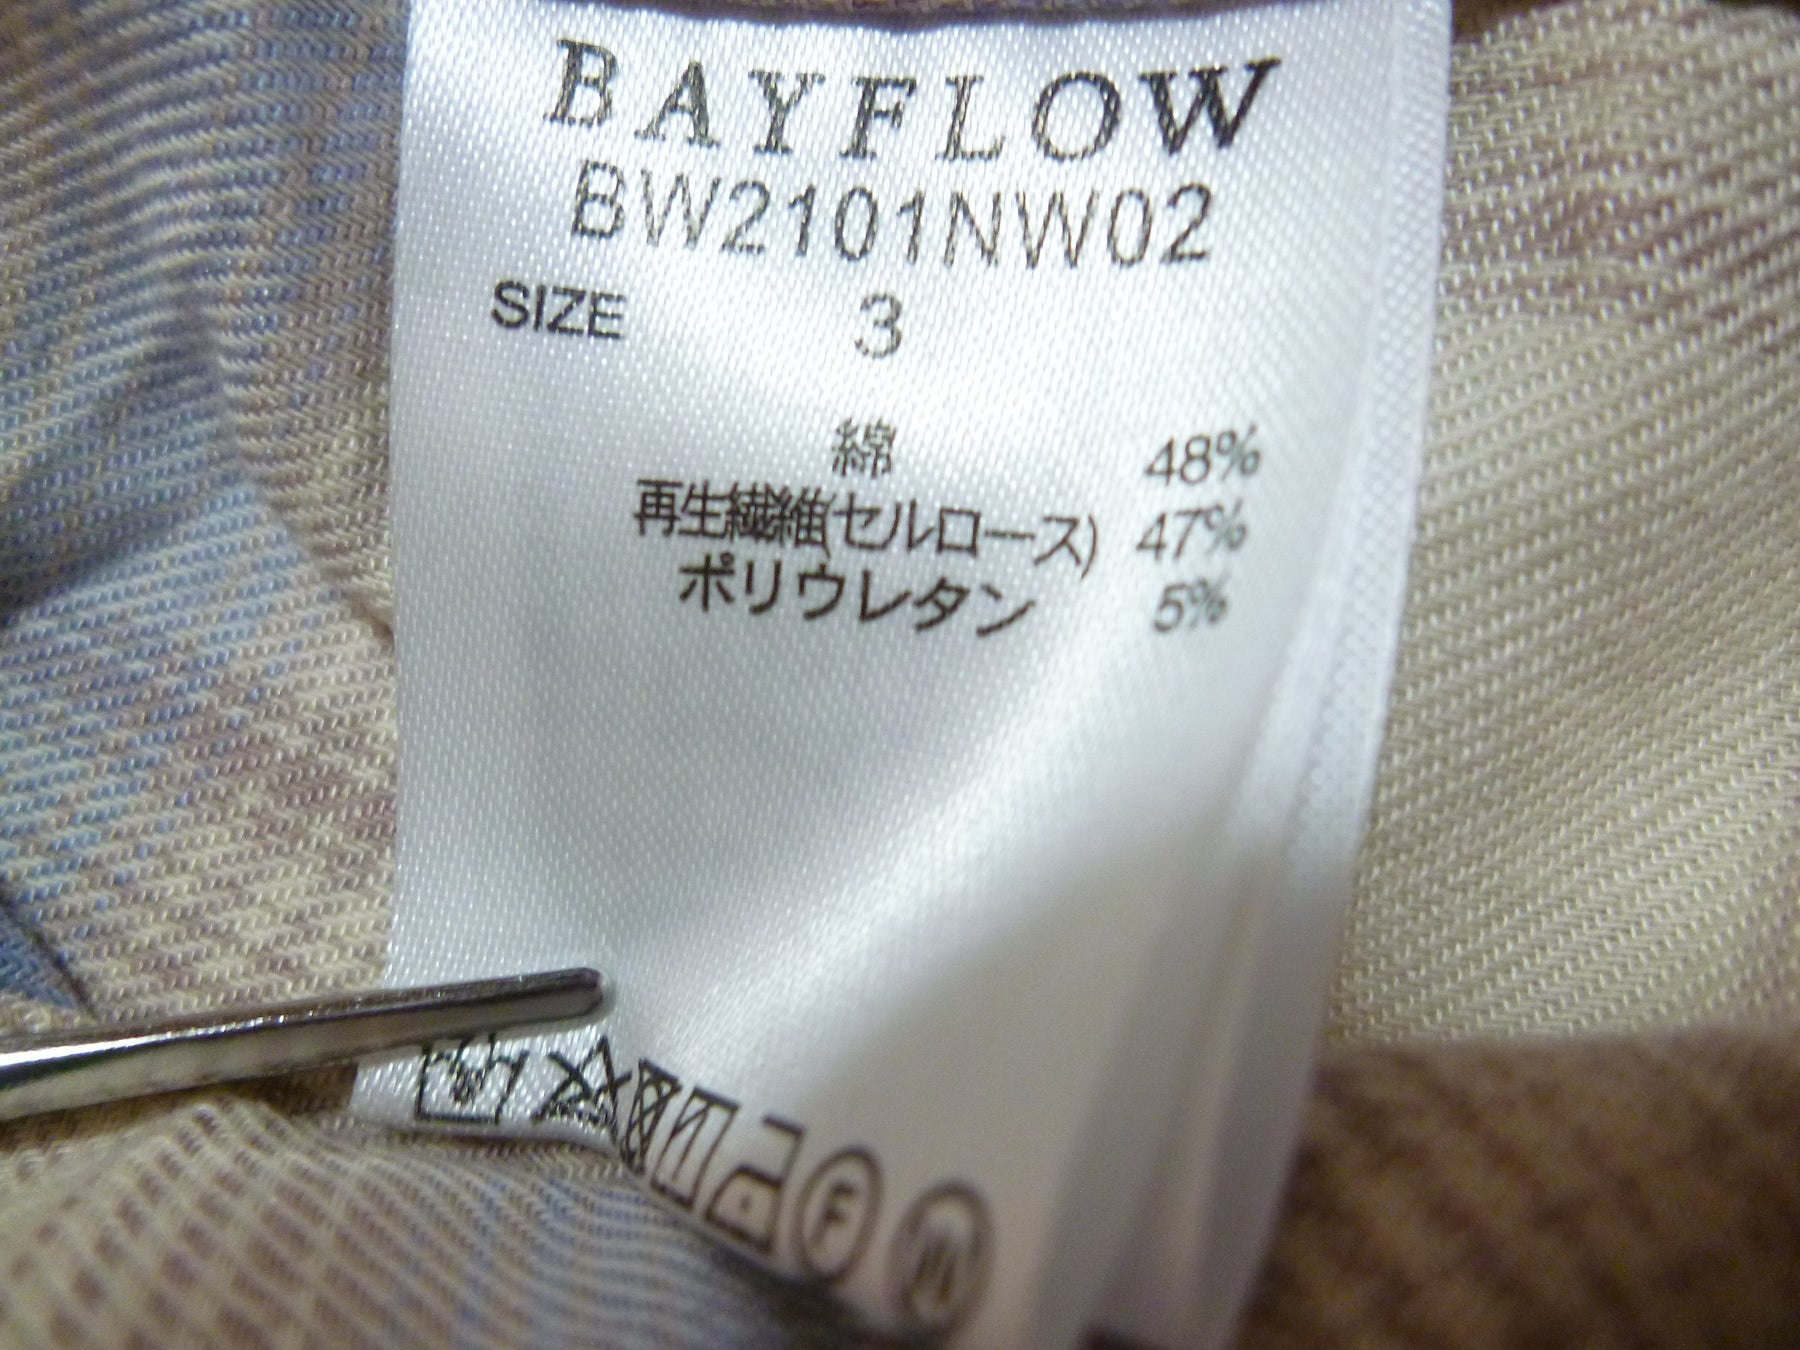 BAYFLOW
BW2101NW02
SIZE 3
綿 48%
再生繊維(セルロース) 47%
ポリウレタン 5%
F
W